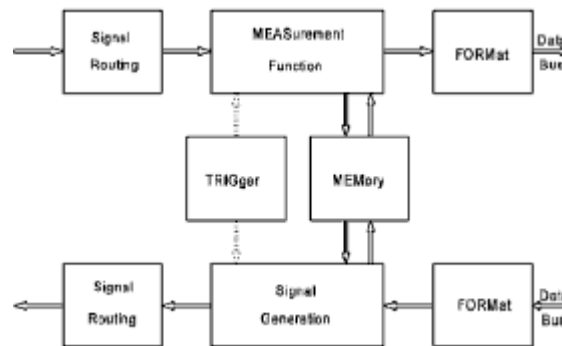 Signal
Routing
MEASurement
Function
FORMat
Data
Bus
TRIGger
MEMory
Signal
Routing
Signal
Generation
FORMat
Data
Bus